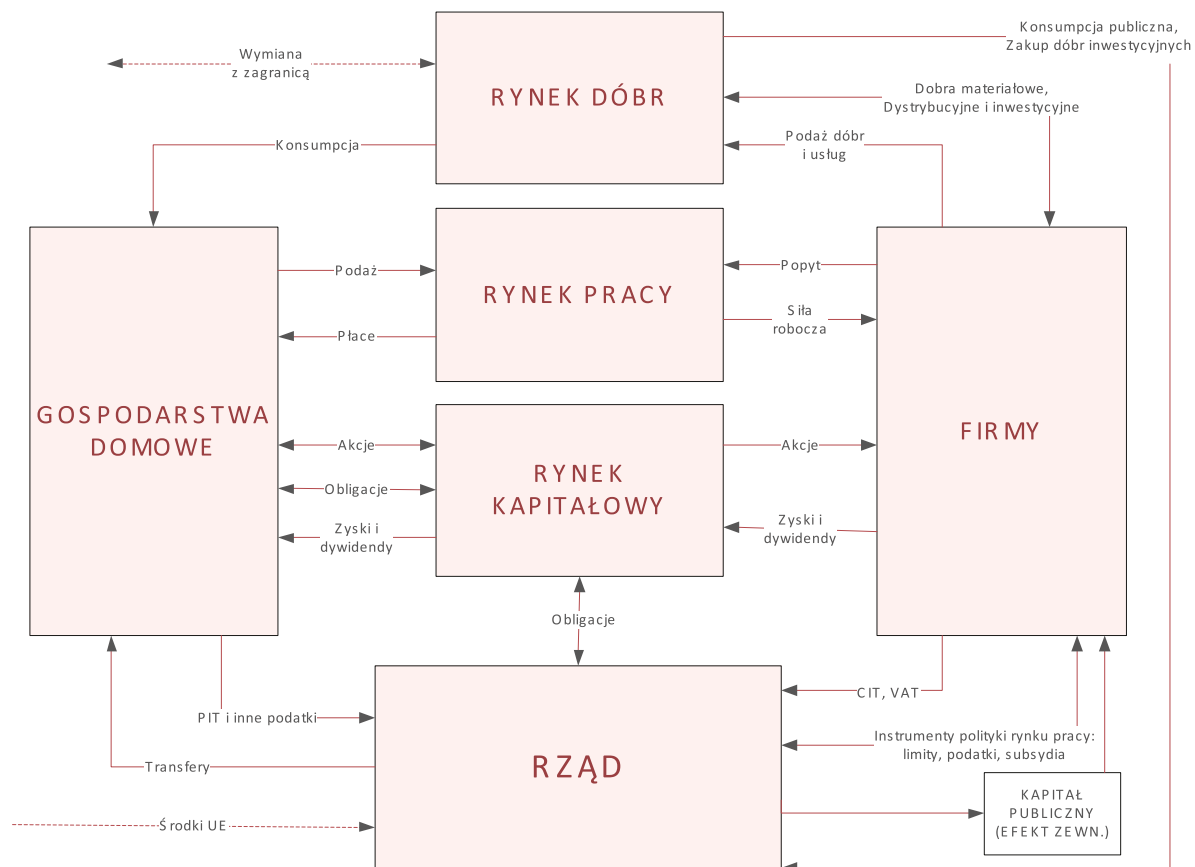 Konsumpcja publiczna,
Zakup dóbr inwestycyjnych
Wymiana
z zagranicą
RYNEK DÓBR
Dobra materiałowe,
Dystrybucyjne i inwestycyjne
Konsumpcja
Podaż dóbr
i usług
Podaż
Płace
RYNEK PRACY
Popyt
Siła
robocza
GOSPODARSTWA
DOMOWE
FIRMY
Akcje
Obligacje
Zyski i
dywidendy
RYNEK
KAPITAŁOWY
Akcje
Zyski i
dywidendy
Obligacje
PIT i inne podatki
Transfery
Środki UE
RZĄD
CIT, VAT
Instrumenty polityki rynku pracy:
limity, podatki, subsydia
KAPITAŁ
PUBLICZNY
(EFEKT ZEWN.)